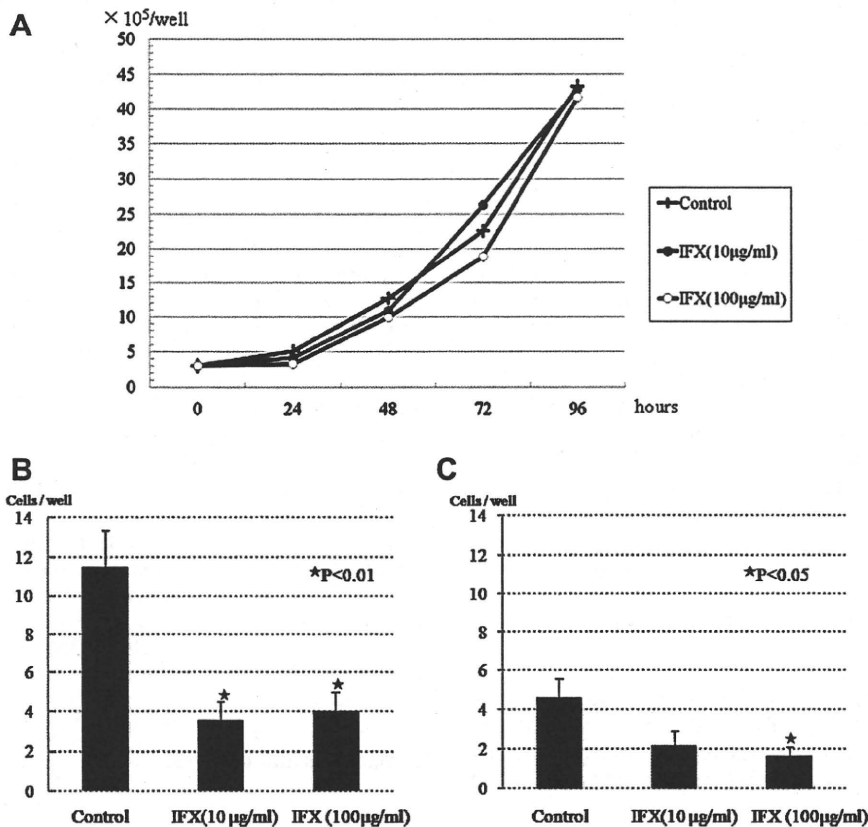 A
× 10⁵/well
50
45
40
35
30
25
20
15
10
5
0
0 24 48 72 96 hours
Control
IFX(10μg/ml)
IFX(100μg/ml)
B
Cells/well
14
12
10
8
6
4
2
0
★P<0.01
★
★
Control IFX(10 μg/ml) IFX (100μg/ml)
C
Cells/well
14
12
10
8
6
4
2
0
★P<0.05
★
Control IFX(10 μg/ml) IFX (100μg/ml)